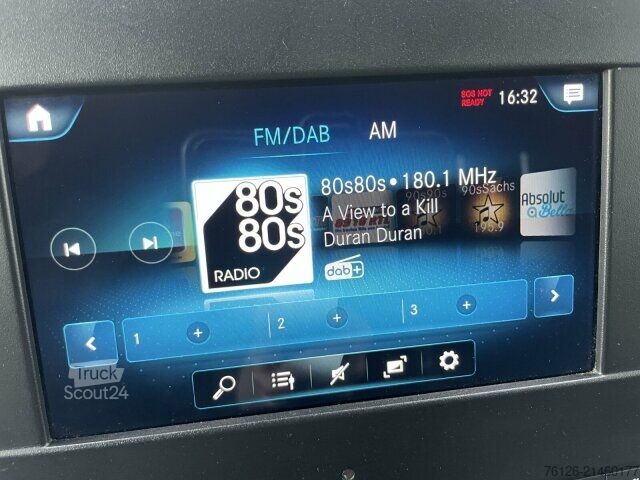 SOS NOT
READY
16:32
FM/DAB
AM
80s80s • 180.1 MHz
A View to a Kill
Duran Duran
dab+
80s
80s
RADIO
90s90s
90sSachs
Absolut
Bella
1
2
3
Truck
Scout24
76126-21460177